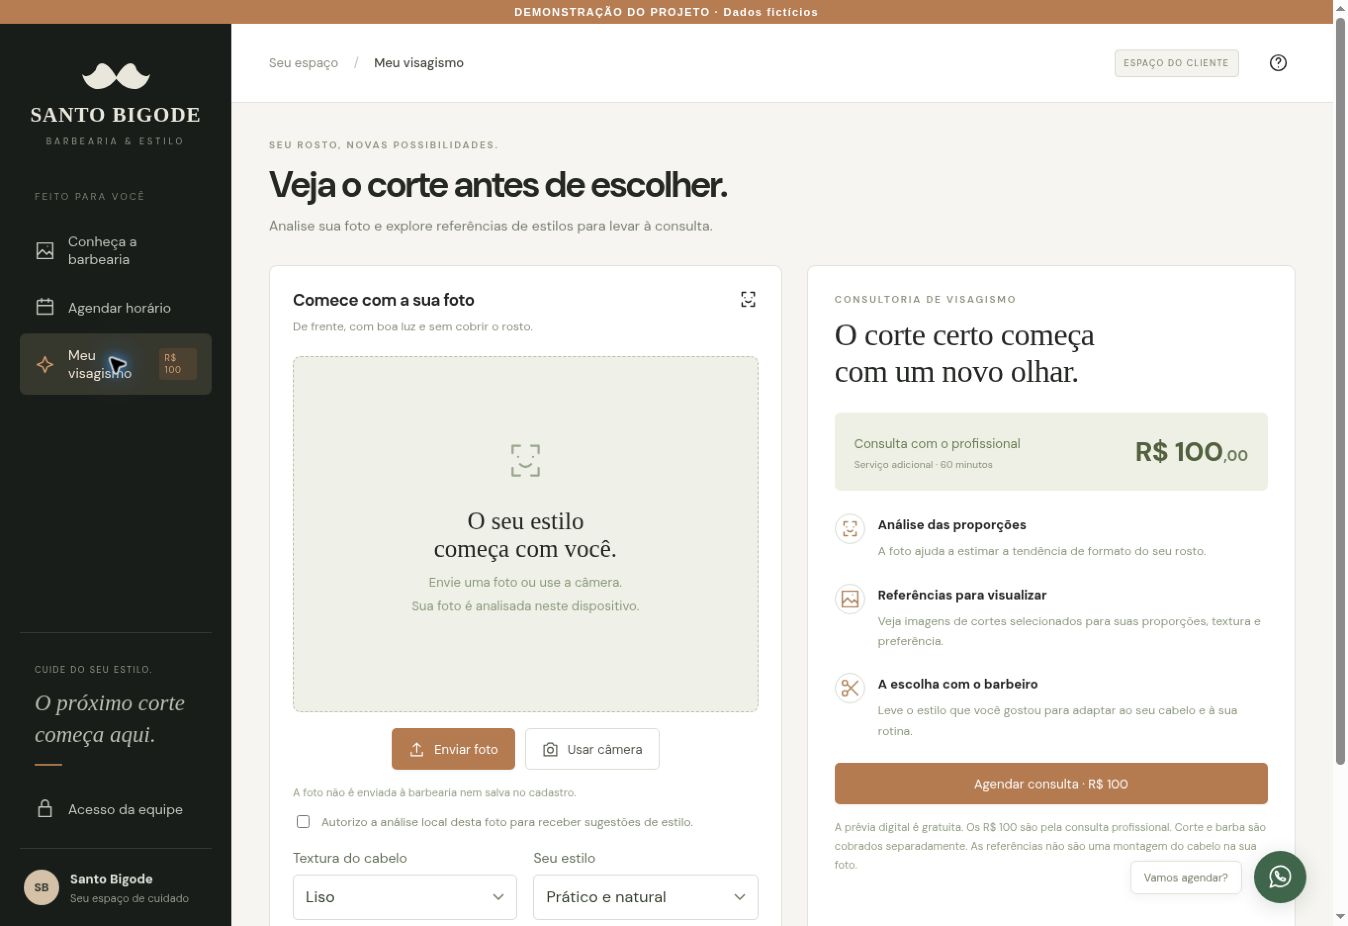 DEMONSTRAÇÃO DO PROJETO · Dados fictícios
SANTO BIGODE
BARBEARIA & ESTILO
FEITO PARA VOCÊ
Conheça a
barbearia
Agendar horário
Meu
visagismo
R$
100
CUIDE DO SEU ESTILO.
O próximo corte
começa aqui.
Acesso da equipe
SB
Santo Bigode
Seu espaço de cuidado
Seu espaço / Meu visagismo
ESPAÇO DO CLIENTE
SEU ROSTO, NOVAS POSSIBILIDADES.
Veja o corte antes de escolher.
Analise sua foto e explore referências de estilos para levar à consulta.
Comece com a sua foto
De frente, com boa luz e sem cobrir o rosto.
O seu estilo
começa com você.
Envie uma foto ou use a câmera.
Sua foto é analisada neste dispositivo.
Enviar foto
Usar câmera
A foto não é enviada à barbearia nem salva no cadastro.
Autorizo a análise local desta foto para receber sugestões de estilo.
Textura do cabelo
Liso
Seu estilo
Prático e natural
CONSULTORIA DE VISAGISMO
O corte certo começa
com um novo olhar.
Consulta com o profissional
Serviço adicional · 60 minutos
R$ 100,00
Análise das proporções
A foto ajuda a estimar a tendência de formato do seu rosto.
Referências para visualizar
Veja imagens de cortes selecionados para suas proporções, textura e
preferência.
A escolha com o barbeiro
Leve o estilo que você gostou para adaptar ao seu cabelo e à sua
rotina.
Agendar consulta · R$ 100
A prévia digital é gratuita. Os R$ 100 são pela consulta profissional. Corte e barba são
cobrados separadamente. As referências não são uma montagem do cabelo na sua
foto.
Vamos agendar?